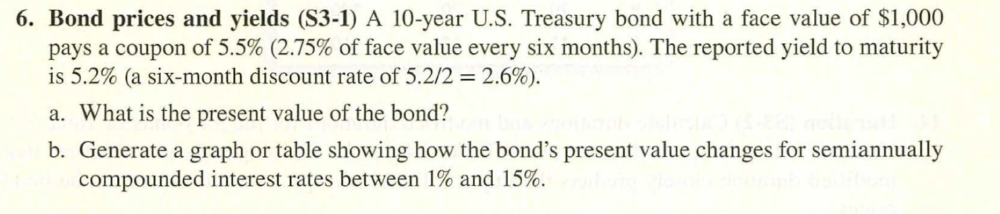 6. Bond prices and yields (S3-1) A 10-year U.S. Treasury bond with a face value of $1,000
pays a coupon of 5.5% (2.75% of face value every six months). The reported yield to maturity
is 5.2% (a six-month discount rate of 5.2/2 = 2.6%).
a. What is the present value of the bond?
b. Generate a graph or table showing how the bond's present value changes for semiannually
compounded interest rates between 1% and 15%.